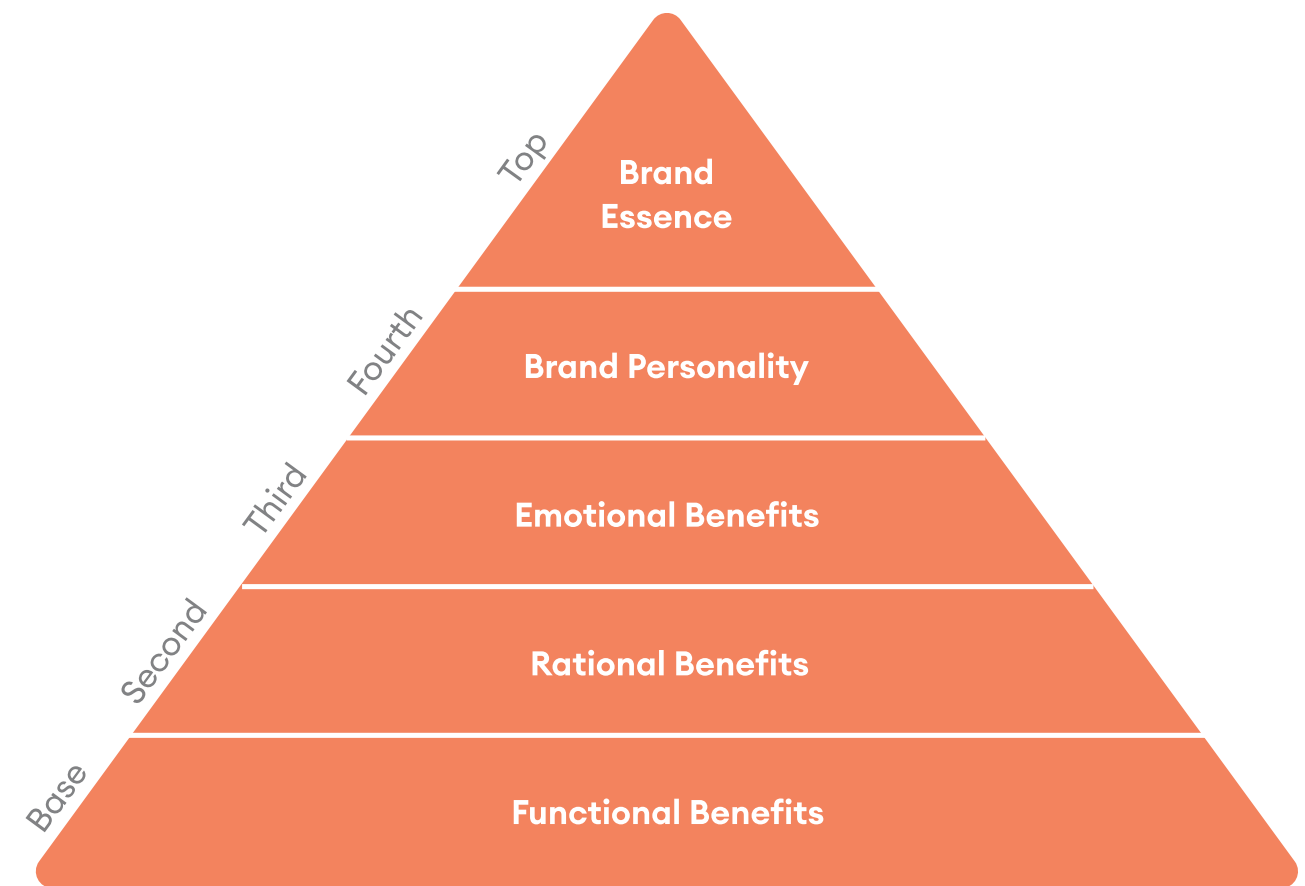 Top
Brand
Essence
Fourth
Brand Personality
Third
Emotional Benefits
Second
Rational Benefits
Base
Functional Benefits